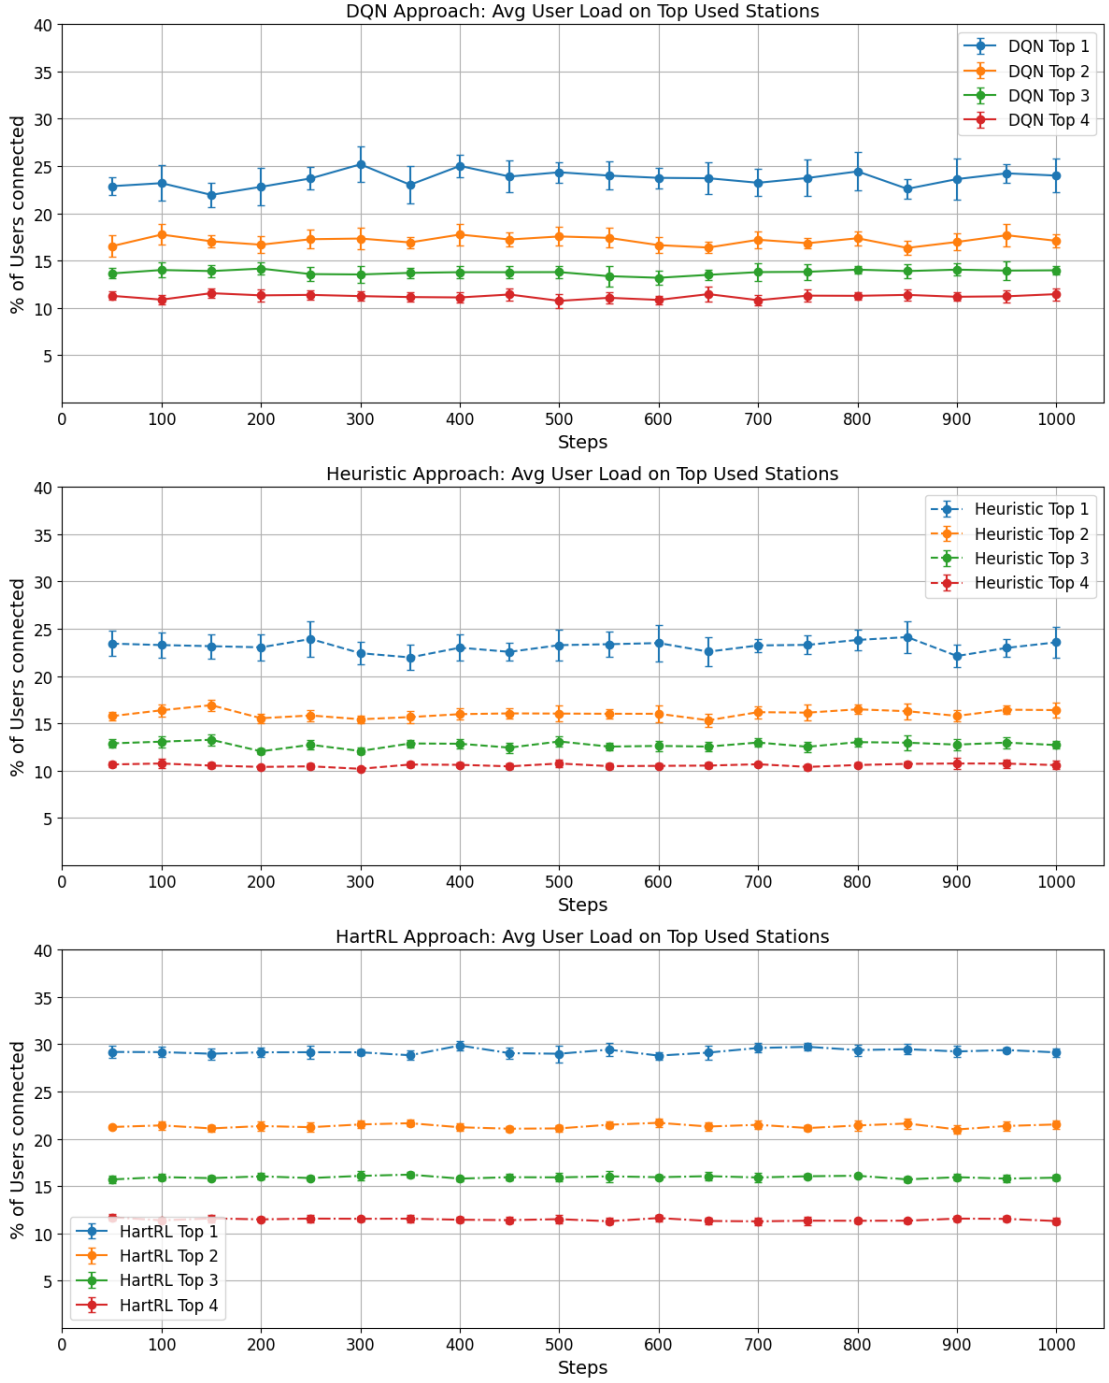 DQN Approach: Avg User Load on Top Used Stations
40
35
30
25
20
15
10
5
% of Users connected
DQN Top 1
DQN Top 2
DQN Top 3
DQN Top 4
0 100 200 300 400 500 600 700 800 900 1000
Steps
Heuristic Approach: Avg User Load on Top Used Stations
40
35
30
25
20
15
10
5
% of Users connected
Heuristic Top 1
Heuristic Top 2
Heuristic Top 3
Heuristic Top 4
0 100 200 300 400 500 600 700 800 900 1000
Steps
HartRL Approach: Avg User Load on Top Used Stations
40
35
30
25
20
15
10
5
% of Users connected
HartRL Top 1
HartRL Top 2
HartRL Top 3
HartRL Top 4
0 100 200 300 400 500 600 700 800 900 1000
Steps